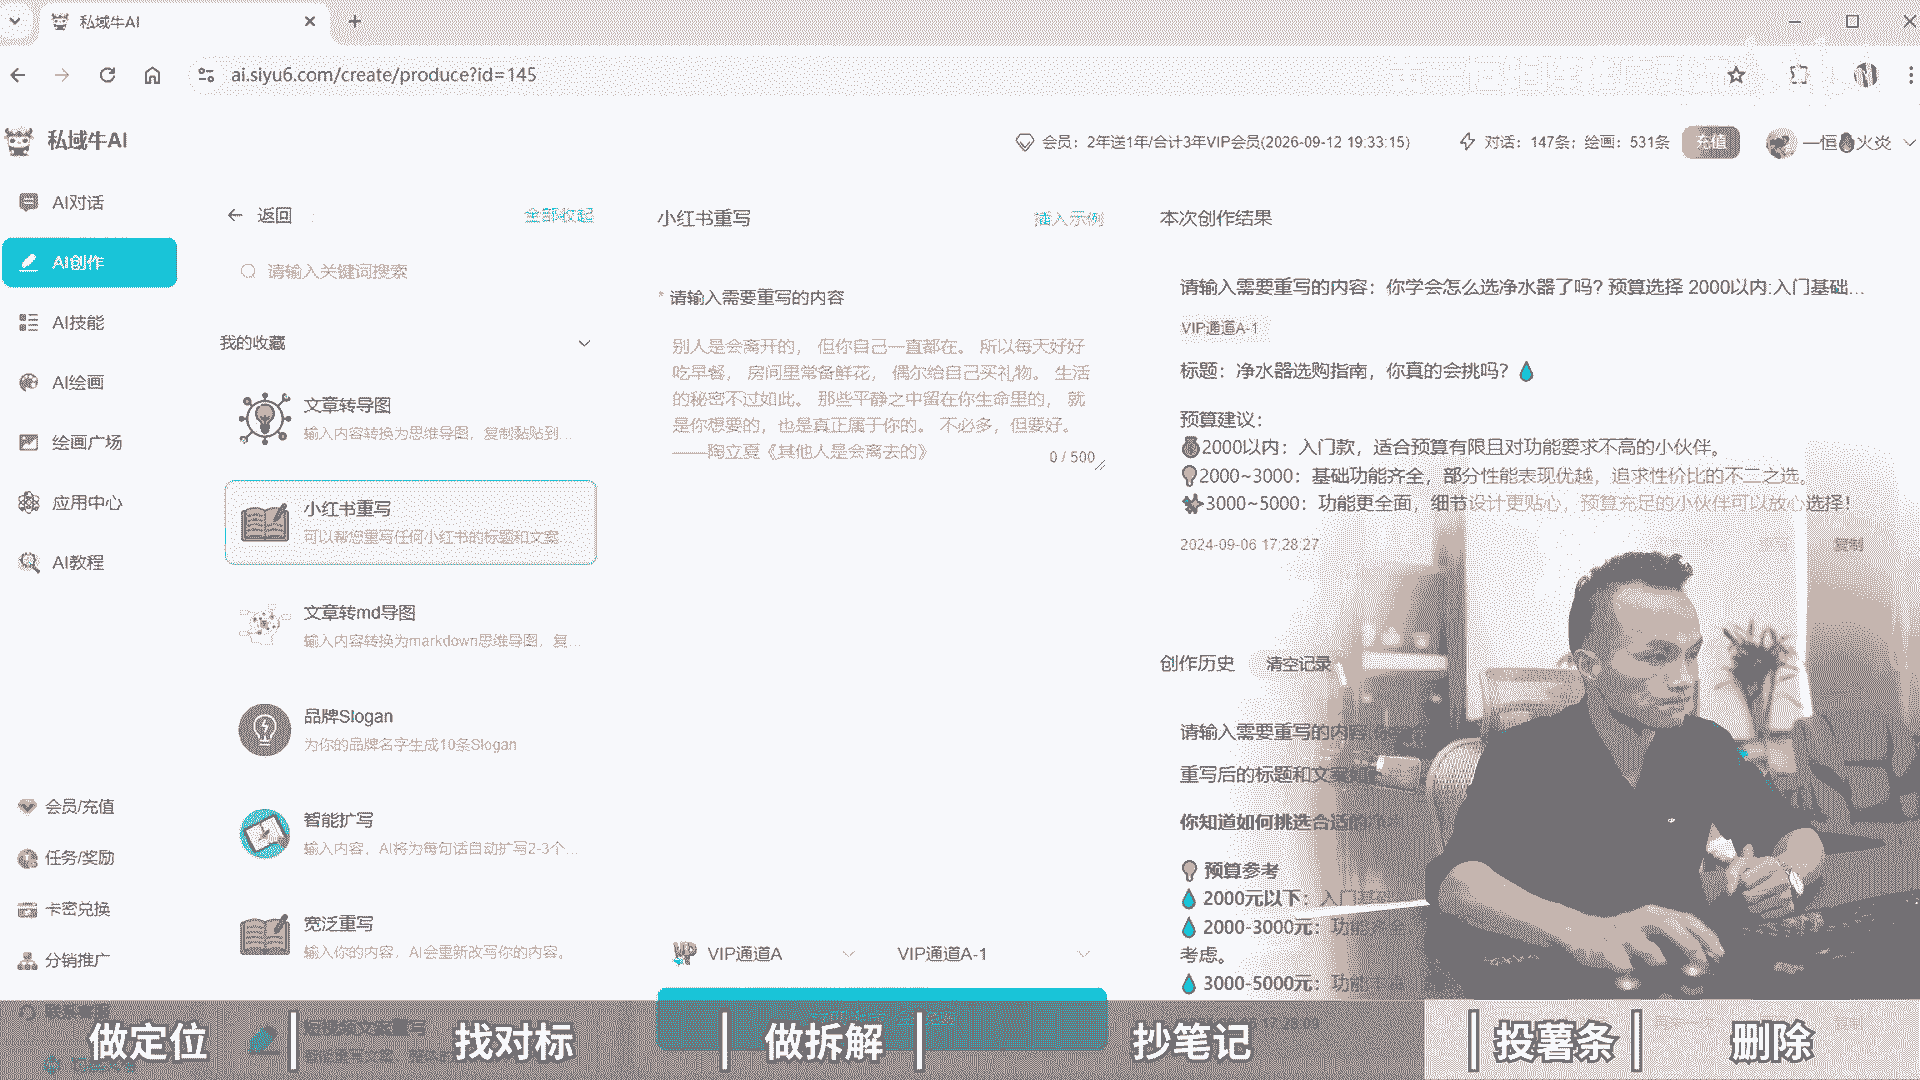 私域牛AI
ai.siyu6.com/create/produce?id=145
私域牛AI
会员：2年送1年/合计3年VIP会员(2026-09-12 19:33:15)
对话：147条；绘画：531条
充值
一恒火炎
AI对话
AI创作
AI技能
AI绘画
绘画广场
应用中心
AI教程
会员/充值
任务/奖励
卡密兑换
分销推广
返回
全部收起
请输入关键词搜索
我的收藏
文章转导图
输入内容转换为思维导图，复制黏贴到...
小红书重写
可以帮您重写任何小红书的标题和文案
文章转md导图
输入内容转换为markdown思维导图，复...
品牌Slogan
为你的品牌名字生成10条Slogan
智能扩写
输入内容，AI将为每句话自动扩写2-3个...
宽泛重写
输入你的内容，AI会重新改写你的内容。
小红书重写
插入示例
* 请输入需要重写的内容
别人是会离开的， 但你自己一直都在。 所以每天好好
吃早餐， 房间里常备鲜花， 偶尔给自己买礼物。 生活
的秘密不过如此。 那些平静之中留在你生命里的， 就
是你想要的，也是真正属于你的。 不必多，但要好。
——陶立夏《其他人是会离去的》
0 / 500
VIP通道A
VIP通道A-1
本次创作结果
请输入需要重写的内容：你学会怎么选净水器了吗? 预算选择 2000以内:入门基础...
VIP通道A-1
标题：净水器选购指南，你真的会挑吗？💧
预算建议：
💰2000以内：入门款，适合预算有限且对功能要求不高的小伙伴。
💡2000~3000：基础功能齐全，部分性能表现优越，追求性价比的不二之选。
🌟3000~5000：功能更全面，细节设计更贴心，预算充足的小伙伴可以放心选择！
2024-09-06 17:28:27
复制
创作历史
清空记录
请输入需要重写的内容
重写后的标题和文案如
你知道如何挑选合适的
💡 预算参考
💧 2000元以下：入门基
💧 2000-3000元：功能
考虑。
💧 3000-5000元：功能
做定位
找对标
做拆解
抄笔记
投薯条
删除